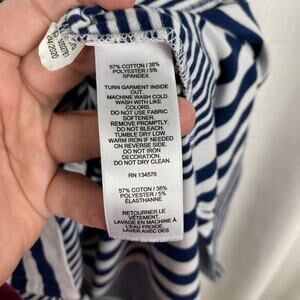 57% COTTON / 38%
POLYESTER / 5%
SPANDEX
TURN GARMENT INSIDE
OUT.
MACHINE WASH COLD.
WASH WITH LIKE
COLORS.
DO NOT USE FABRIC
SOFTENER.
REMOVE PROMPTLY.
DO NOT BLEACH.
TUMBLE DRY LOW.
WARM IRON IF NEEDED
ON REVERSE SIDE.
DO NOT IRON
DECORATION.
DO NOT DRY CLEAN.
RN 134578
57% COTON / 38%
POLYESTER / 5%
ÉLASTHANNE
RETOURNER LE
VÊTEMENT.
LAVAGE EN MACHINE À
L'EAU FROIDE.
LAVER AVEC DES